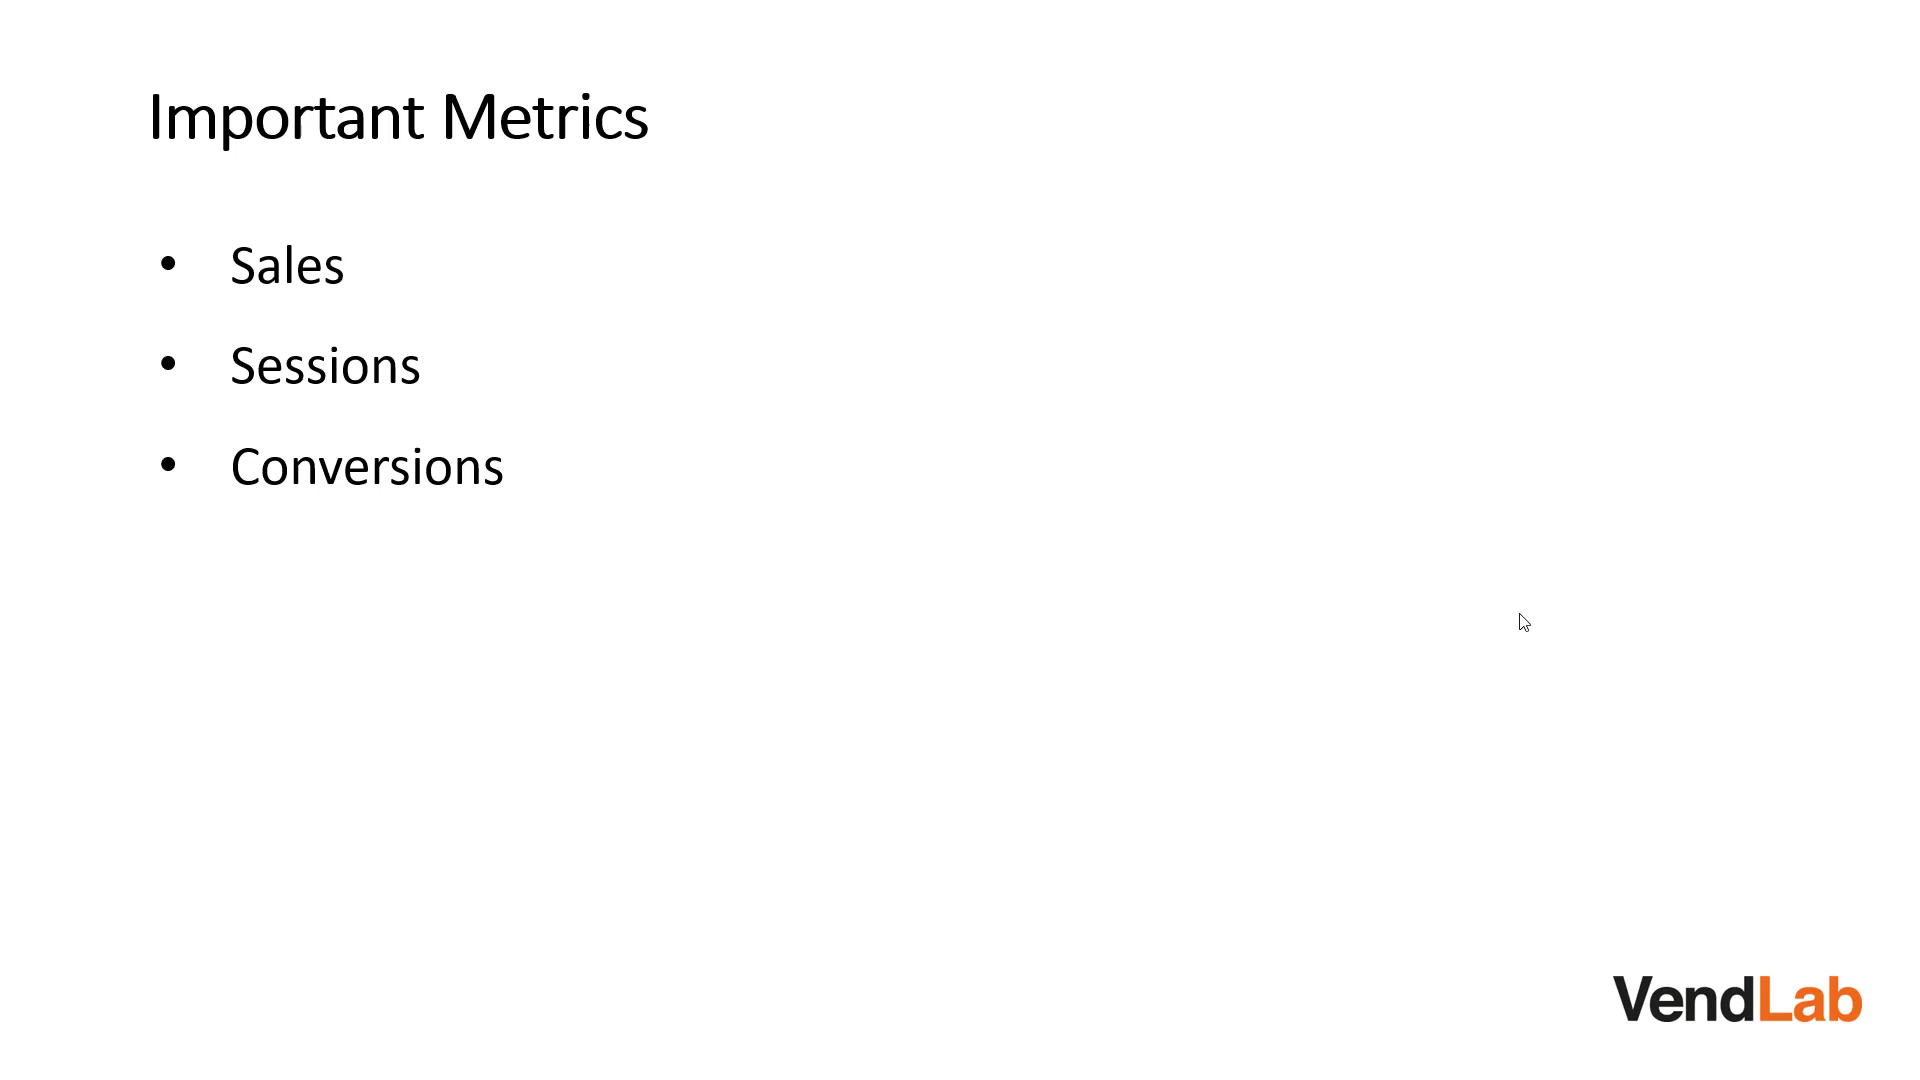 Important Metrics
• Sales
• Sessions
• Conversions
VendLab